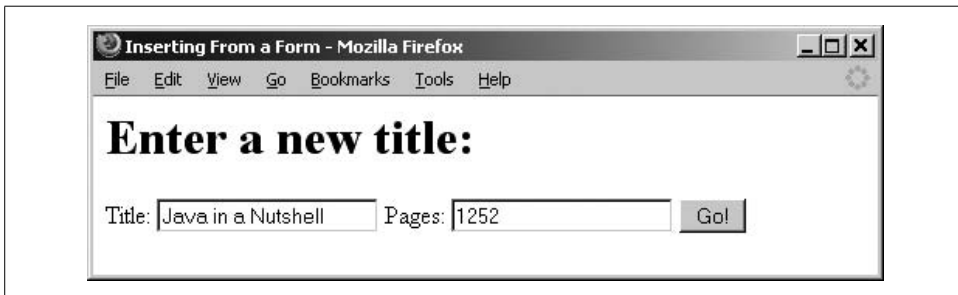 Inserting From a Form - Mozilla Firefox
File Edit View Go Bookmarks Tools Help
Enter a new title:
Title: Java in a Nutshell Pages: 1252 Go!